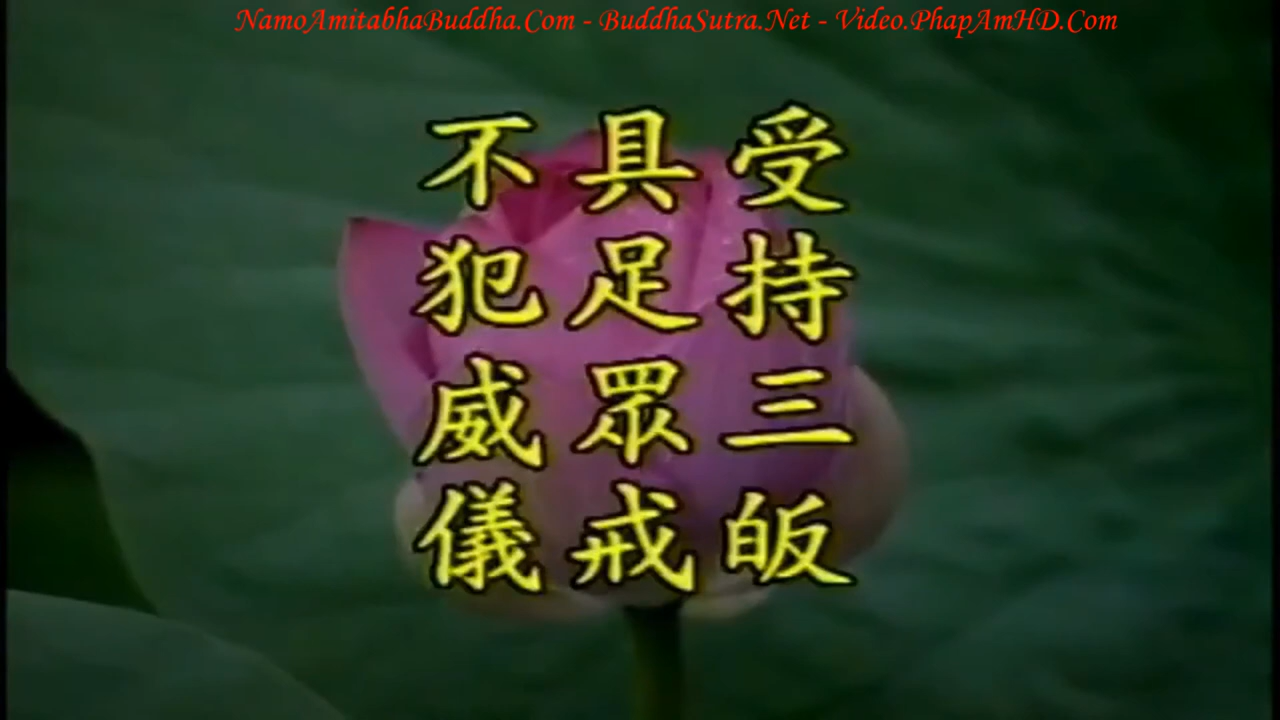 NamoAmitabhaBuddha.Com - BuddhaSutra.Net - Video.PhapAmHD.Com
受持三皈
具足眾戒
不犯威儀